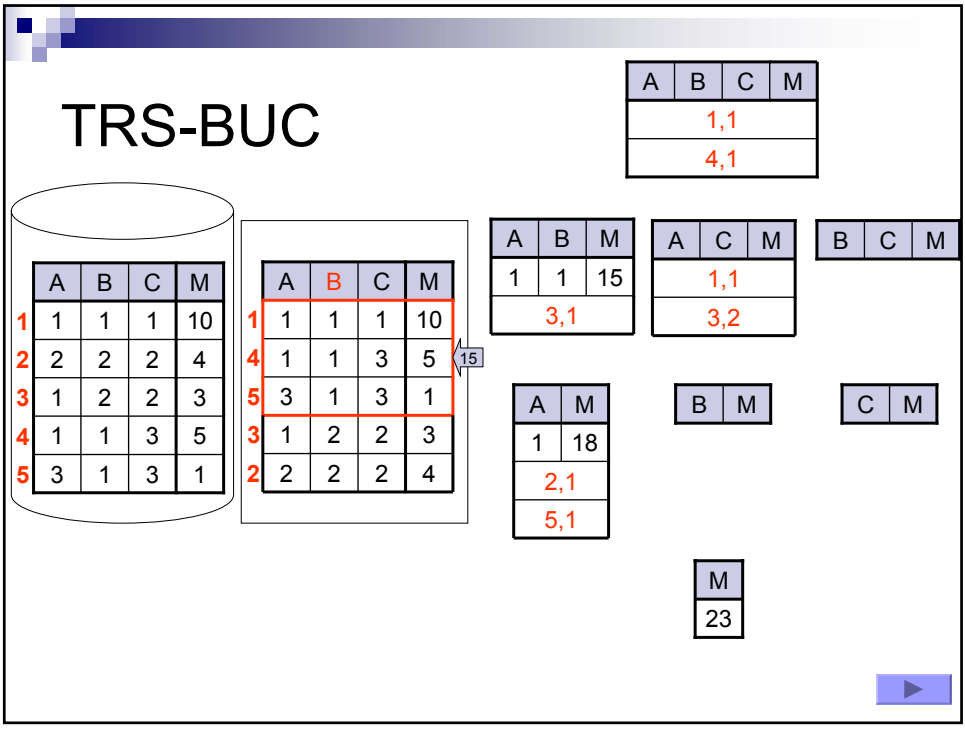 TRS-BUC
A B C M
1,1
4,1
A B C M
1 1 1 1 10
2 2 2 2 4
3 1 2 2 3
4 1 1 3 5
5 3 1 3 1
A B C M
1 1 1 1 10
4 1 1 3 5
15
5 3 1 3 1
3 1 2 2 3
2 2 2 2 4
A B M
1 1 15
3,1
A C M
1,1
3,2
B C M
A M
1 18
2,1
5,1
B M
C M
M
23